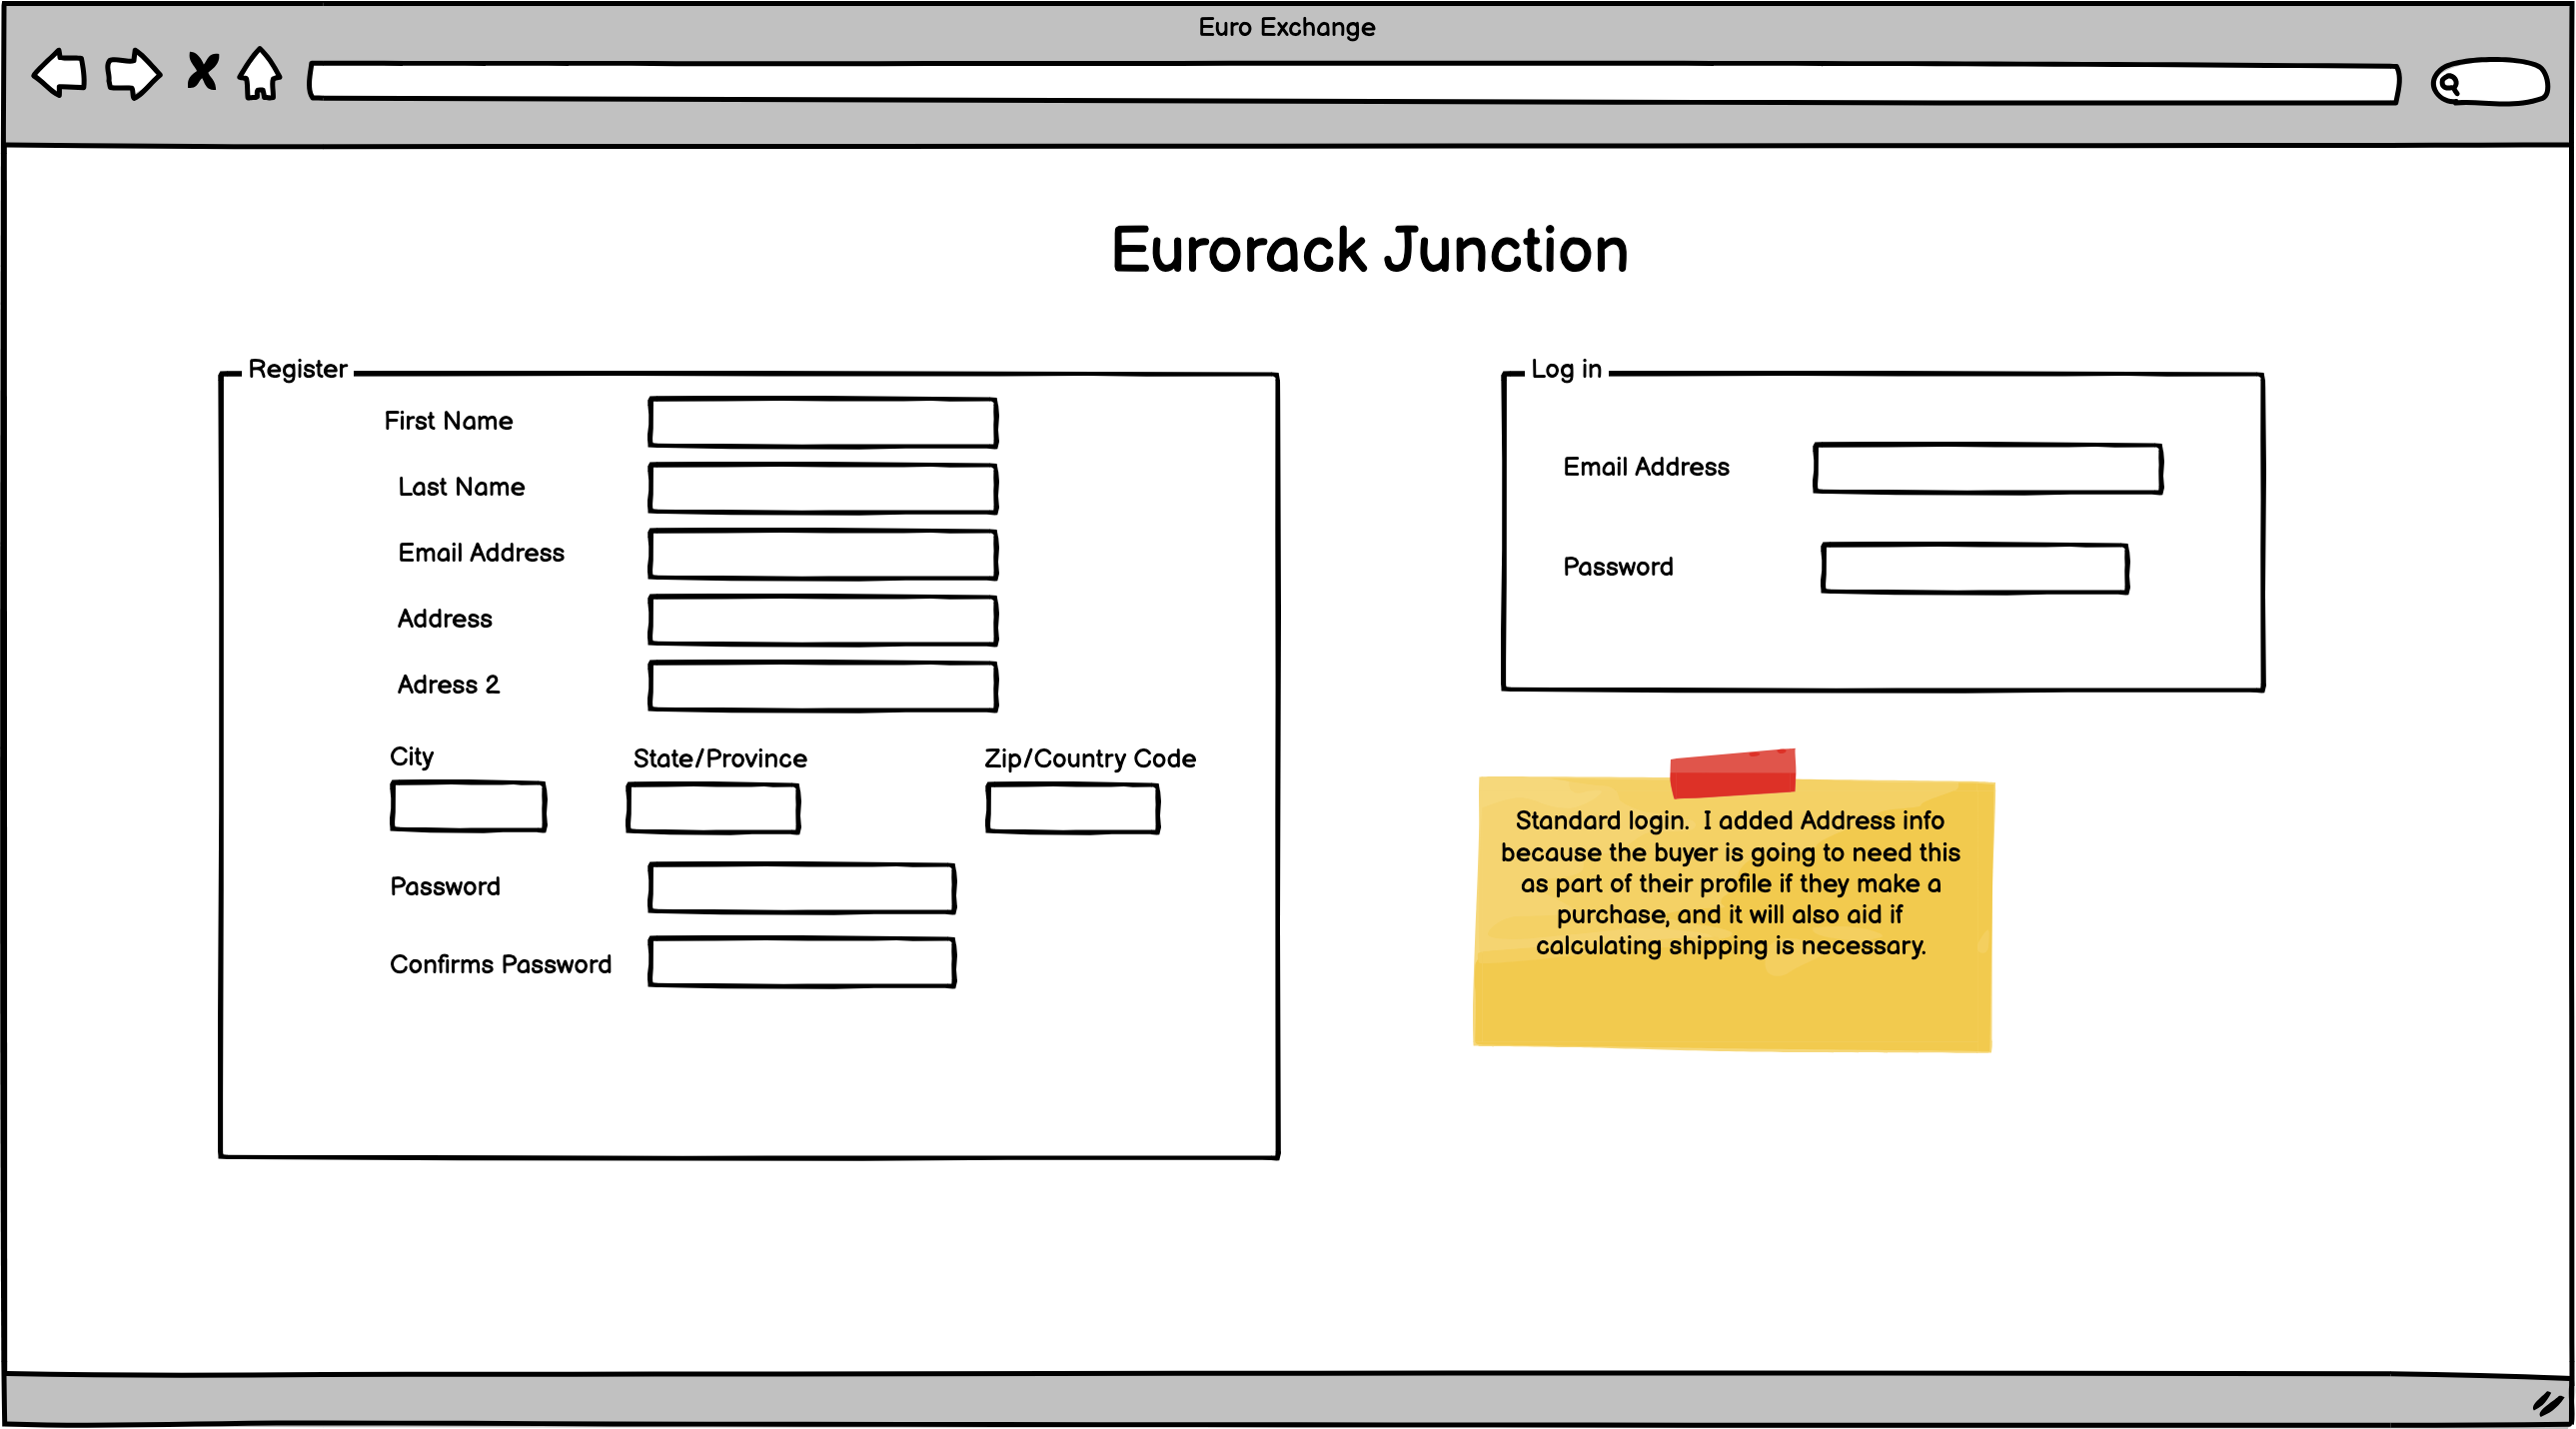 Euro Exchange
Eurorack Junction
Register
First Name
Last Name
Email Address
Address
Adress 2
City
State/Province
Zip/Country Code
Password
Confirms Password
Log in
Email Address
Password
Standard login.  I added Address info
because the buyer is going to need this
as part of their profile if they make a
purchase, and it will also aid if
calculating shipping is necessary.